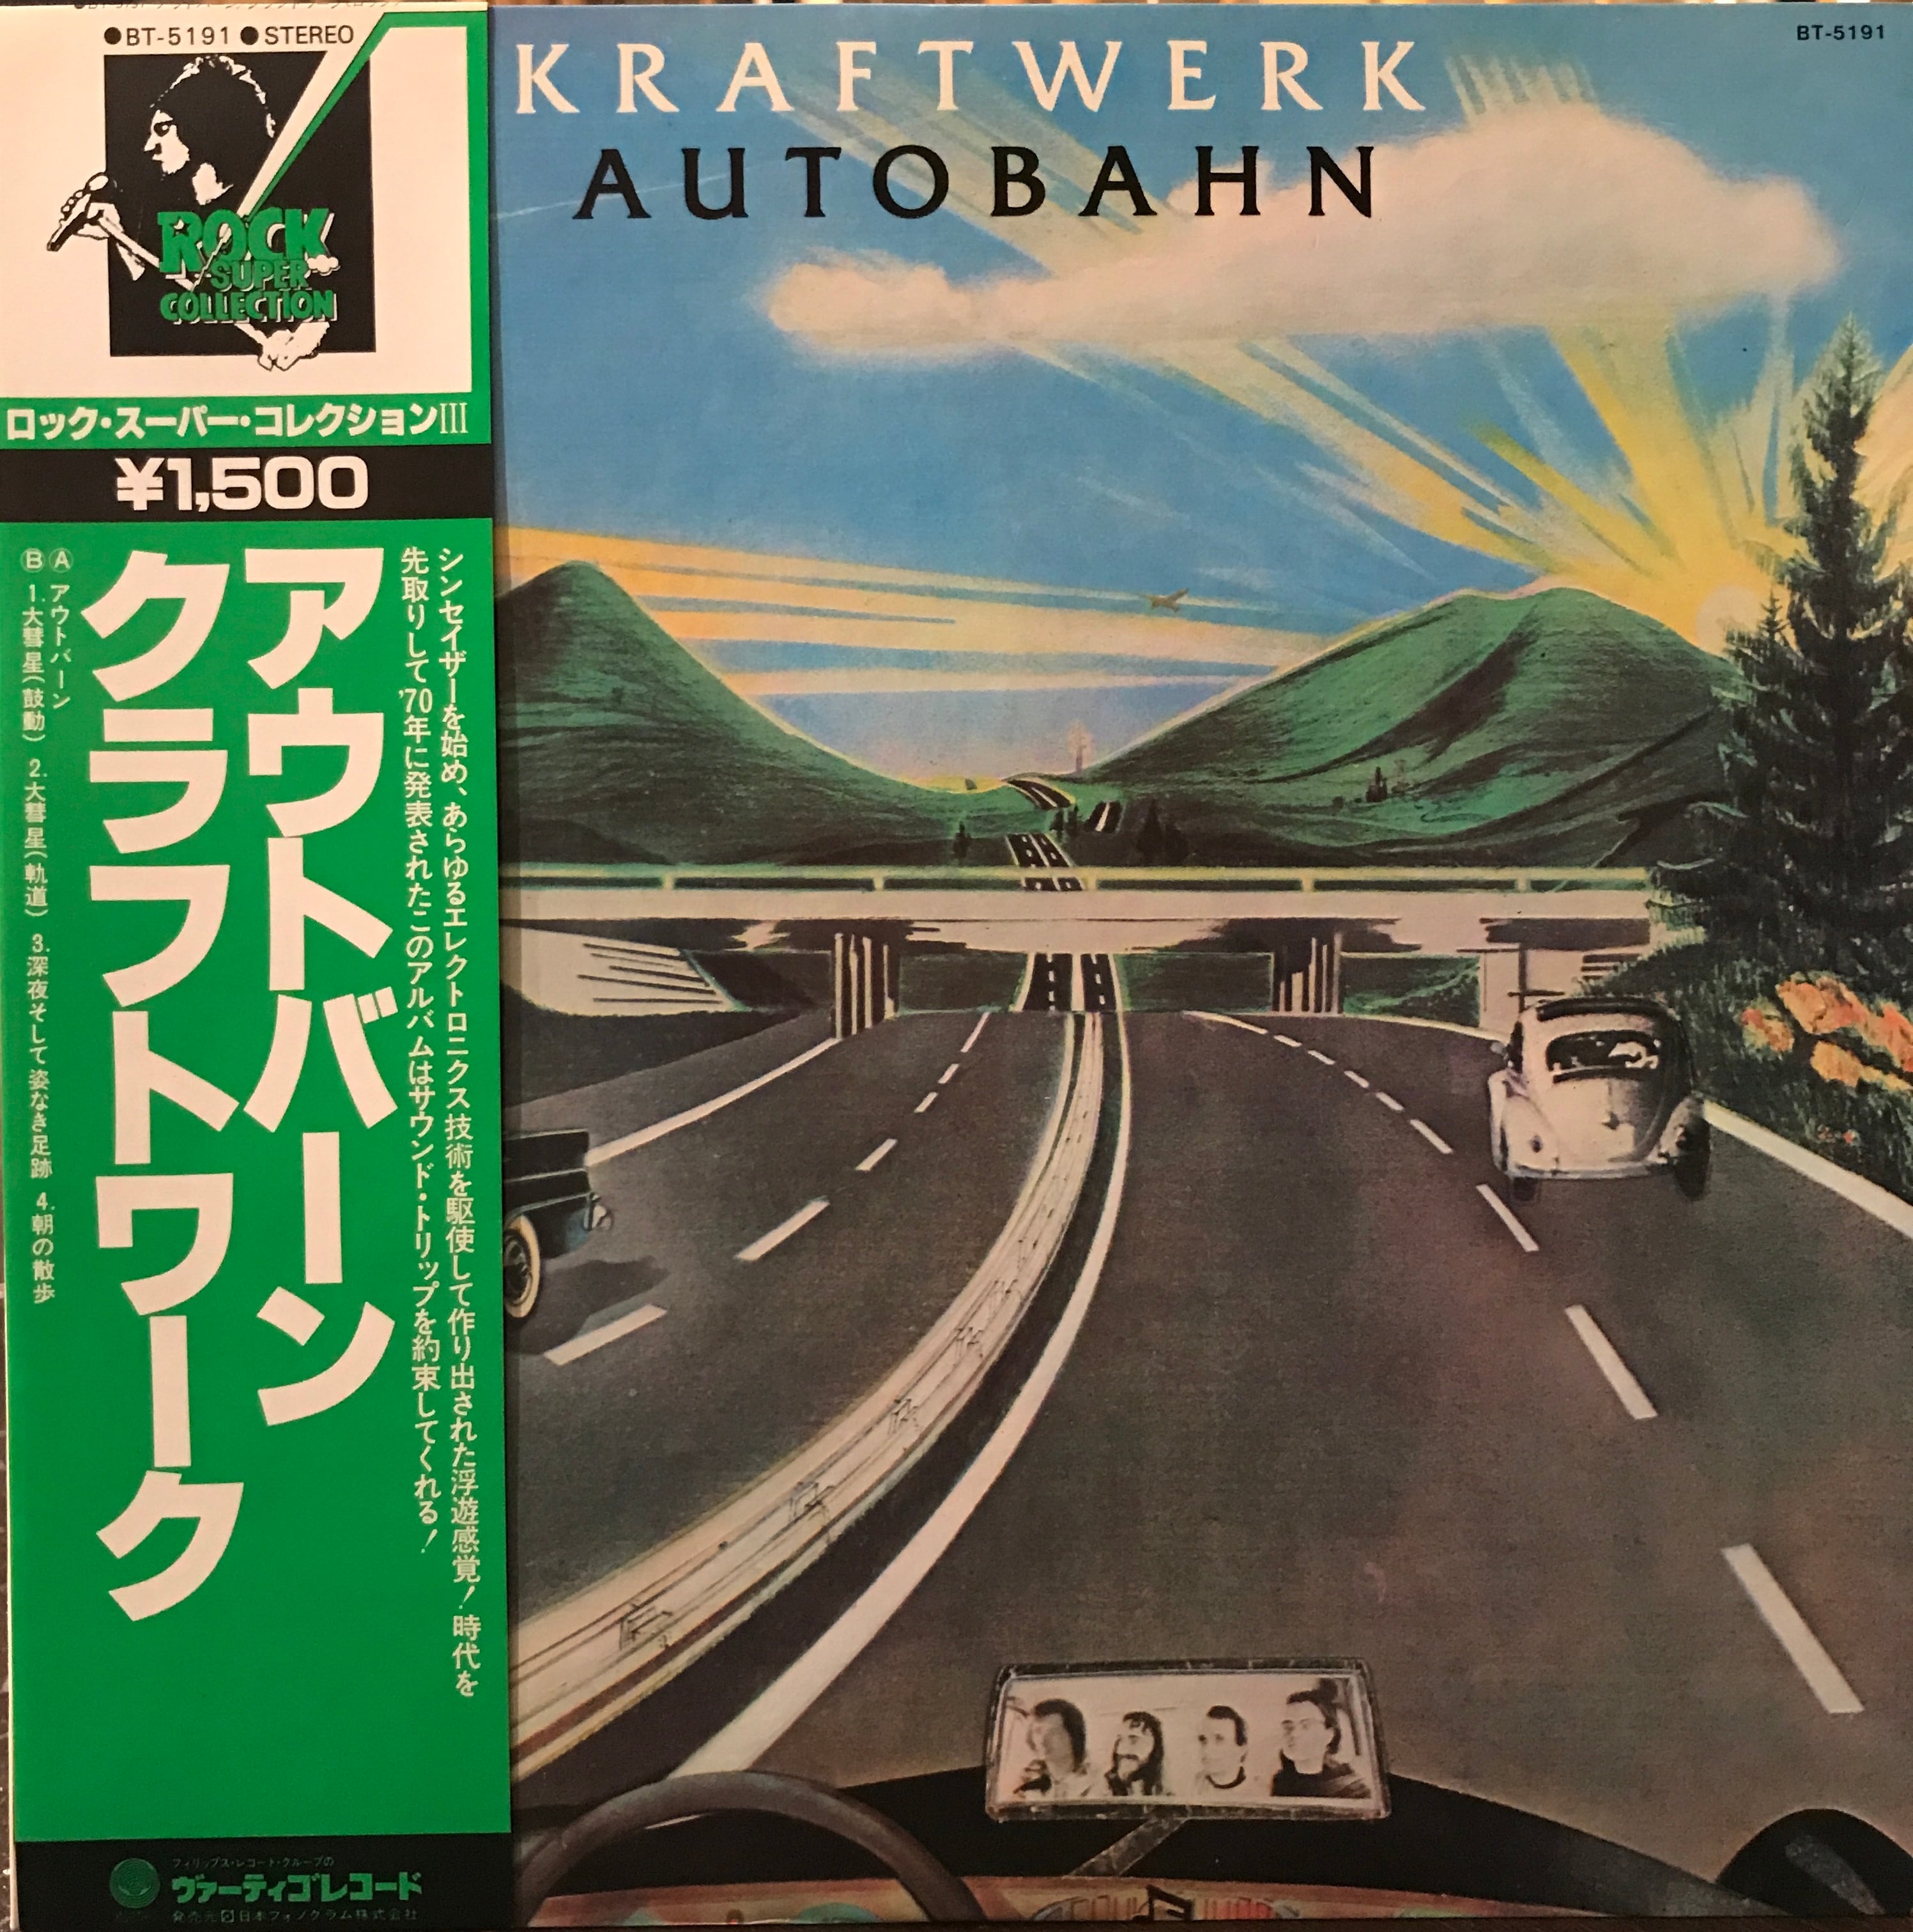 ●BT-5191 ●STEREO
ROCK
SUPER
COLLECTION
ロック・スーパー・コレクションIII
¥1,500
シンセイザーを始め、あらゆるエレクトロニクス技術を駆使して作り出された浮遊感覚!時代を
先取りして'70年に発表されたこのアルバムはサウンド・トリップを約束してくれる!
アウトバーン
クラフトワーク
Ⓐ アウトバーン
Ⓑ 1.大彗星(鼓動) 2.大彗星(軌道) 3.深夜そして姿なき足跡 4.朝の散歩
フィリップス・レコード・グループの
ヴァーティゴ・レコード
発売元 日本フォノグラム株式会社
KRAFTWERK
AUTOBAHN
BT-5191